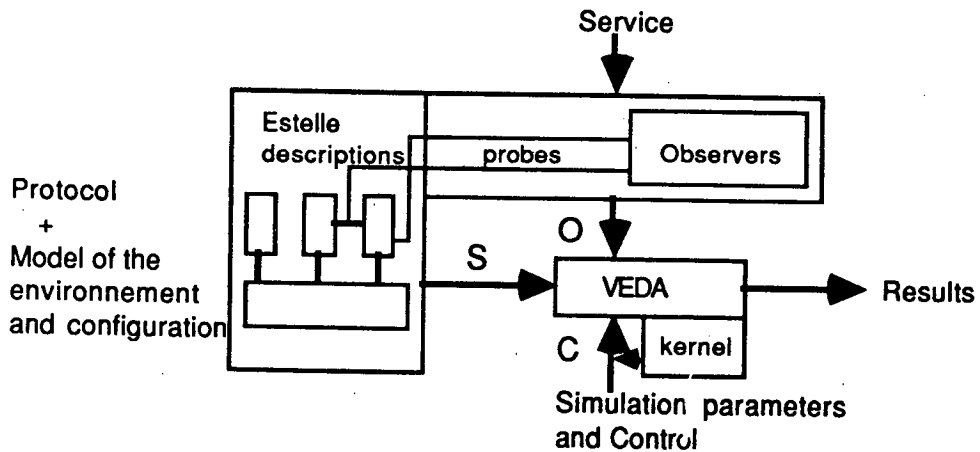 Service
Estelle
descriptions
probes
Observers
Protocol
+
Model of the
environnement
and configuration
S
O
VEDA
Results
C
kernel
Simulation parameters
and Control